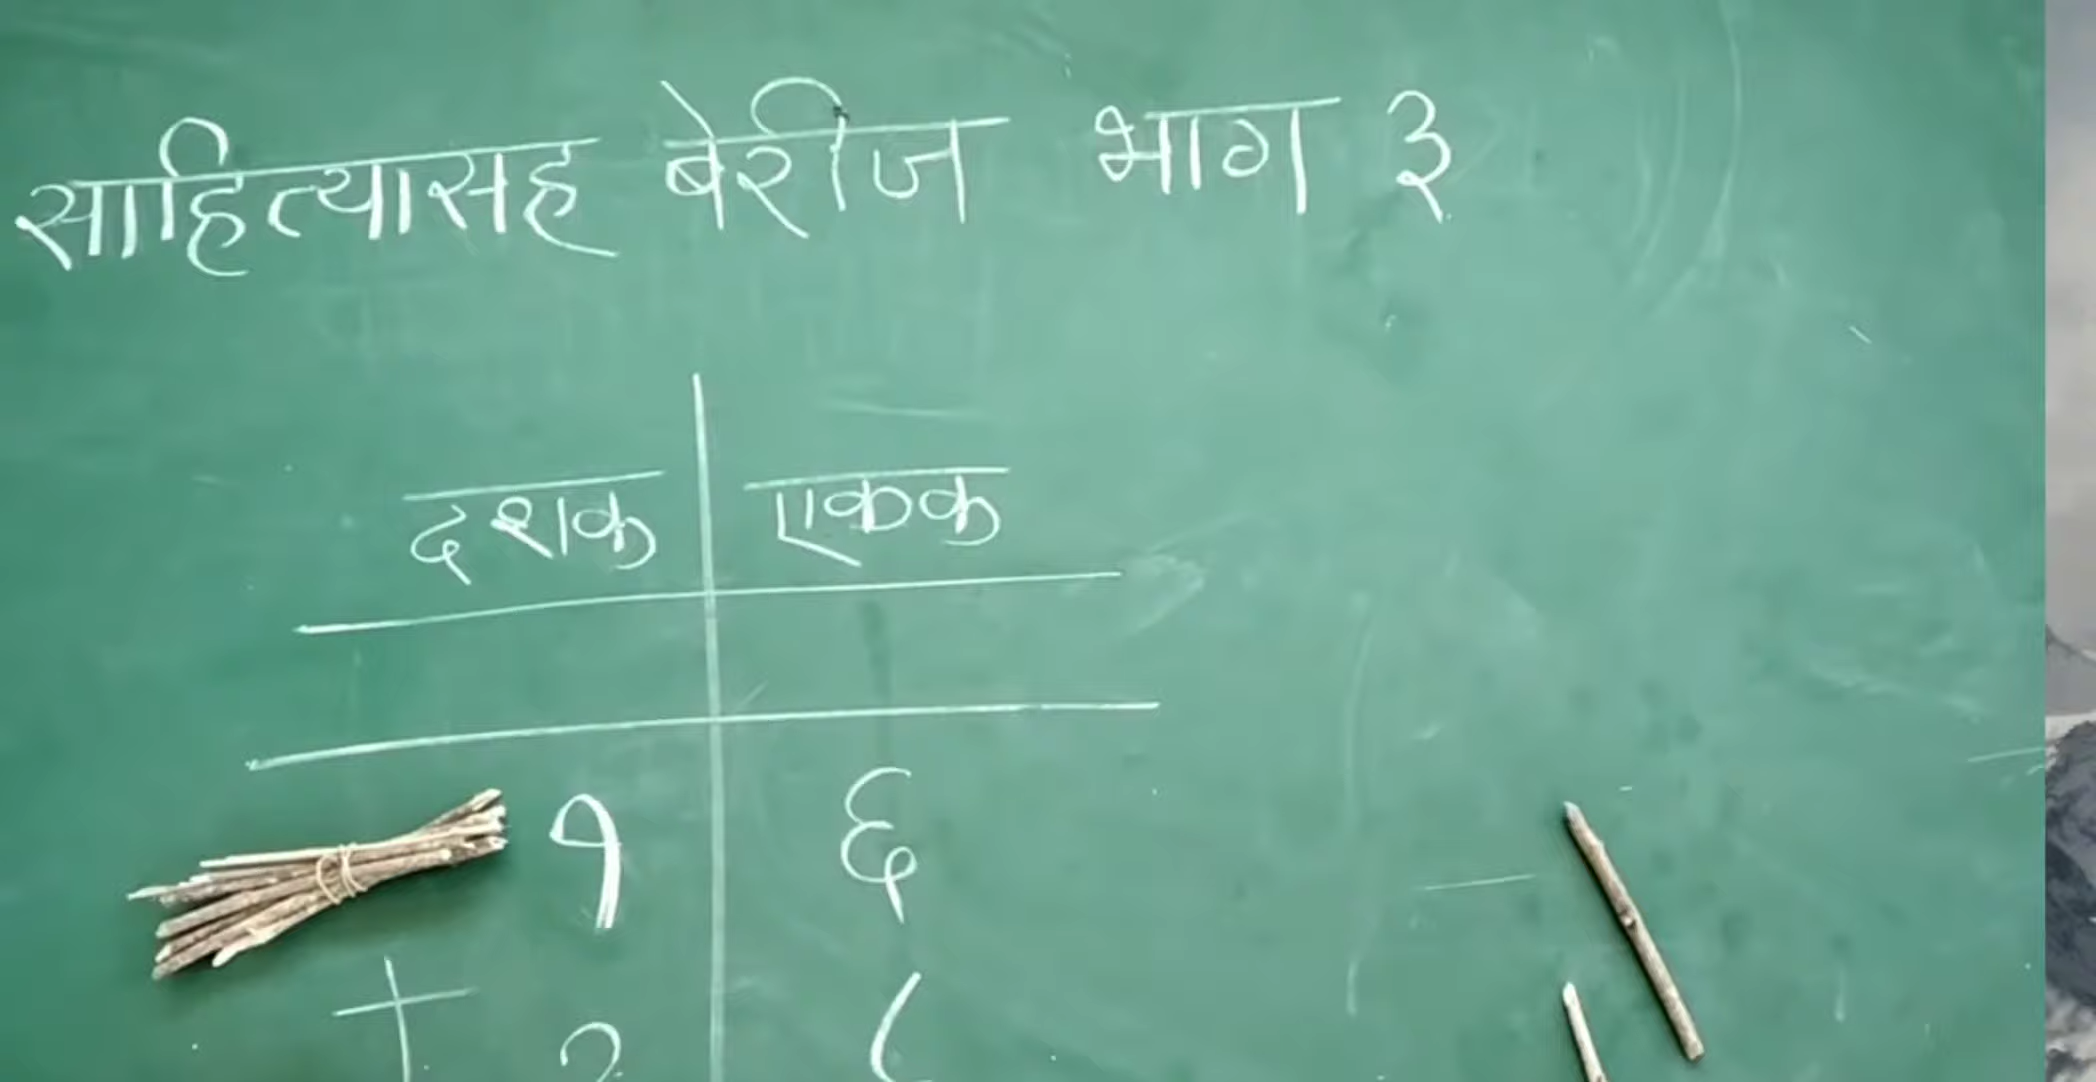 साहित्यासह बेरीज भाग ३
दशक एकक
१ ६
+